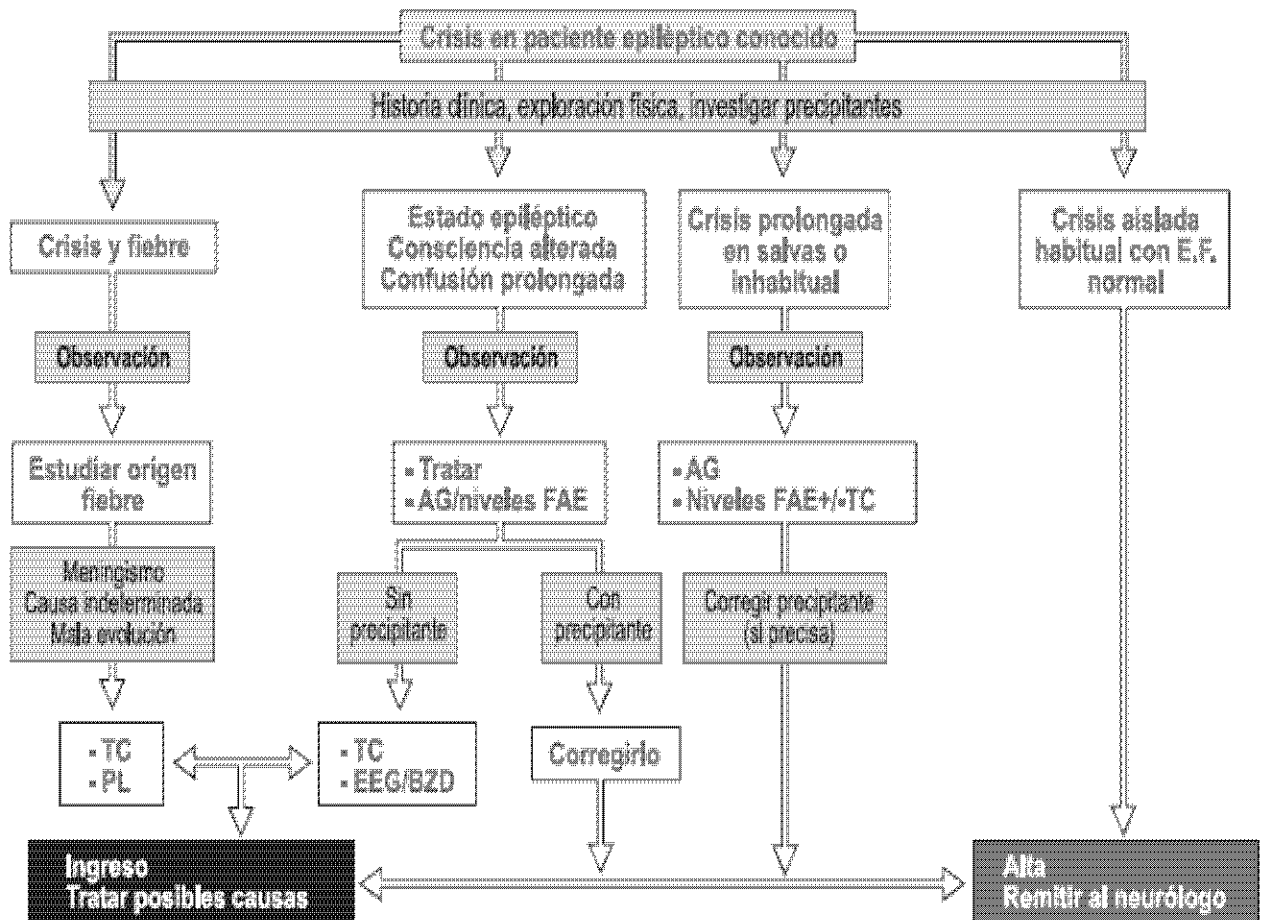 Crisis en paciente epiléptico conocido
Historia clínica, exploración física, investigar precipitantes
Crisis y fiebre
Estado epiléptico
Consciencia alterada
Confusión prolongada
Crisis prolongada
en salvas o
inhabitual
Crisis aislada
habitual con E.F.
normal
Observación
Observación
Observación
Estudiar origen
fiebre
- Tratar
- AG/niveles FAE
- AG
- Niveles FAE+/-TC
Meningismo
Causa indeterminada
Mala evolución
Sin
precipitante
Con
precipitante
Corregir precipitante
(si precisa)
- TC
- PL
- TC
- EEG/BZD
Corregirlo
Ingreso
Tratar posibles causas
Alta
Remitir al neurólogo